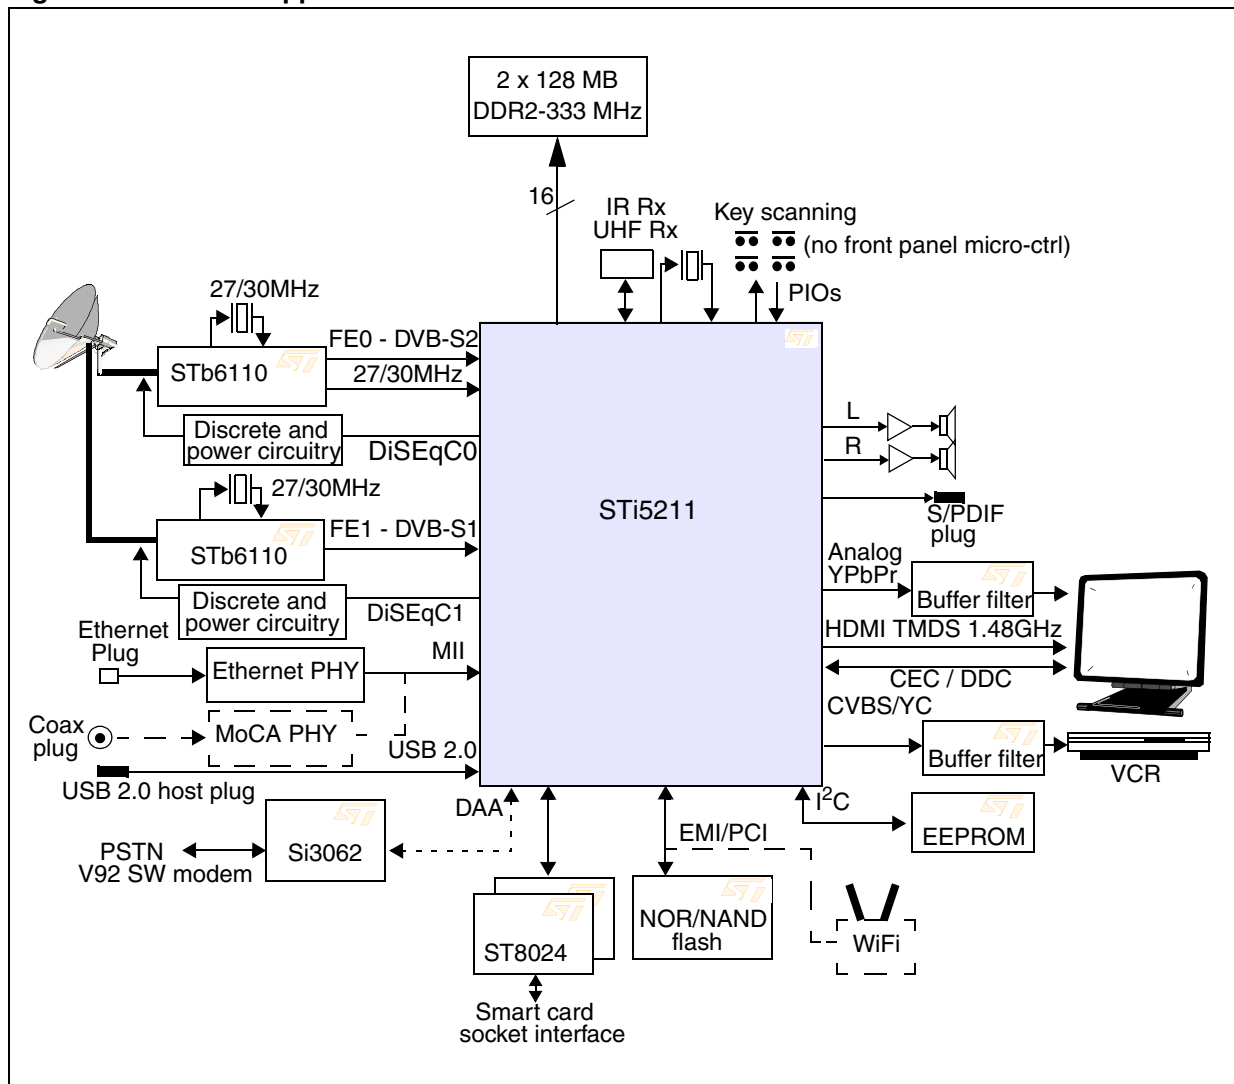 2 x 128 MB
DDR2-333 MHz
16
IR Rx
UHF Rx
Key scanning
(no front panel micro-ctrl)
PIOs
27/30MHz
FE0 - DVB-S2
STb6110
27/30MHz
Discrete and
power circuitry
DiSEqC0
27/30MHz
FE1 - DVB-S1
STb6110
Discrete and
power circuitry
DiSEqC1
Ethernet
Plug
Ethernet PHY
MII
Coax
plug
MoCA PHY
USB 2.0
USB 2.0 host plug
STi5211
L
R
S/PDIF
plug
Analog
YPbPr
Buffer filter
HDMI TMDS 1.48GHz
CEC / DDC
CVBS/YC
Buffer filter
VCR
I2C
EEPROM
DAA
Si3062
PSTN
V92 SW modem
EMI/PCI
ST8024
NOR/NAND
flash
WiFi
Smart card
socket interface